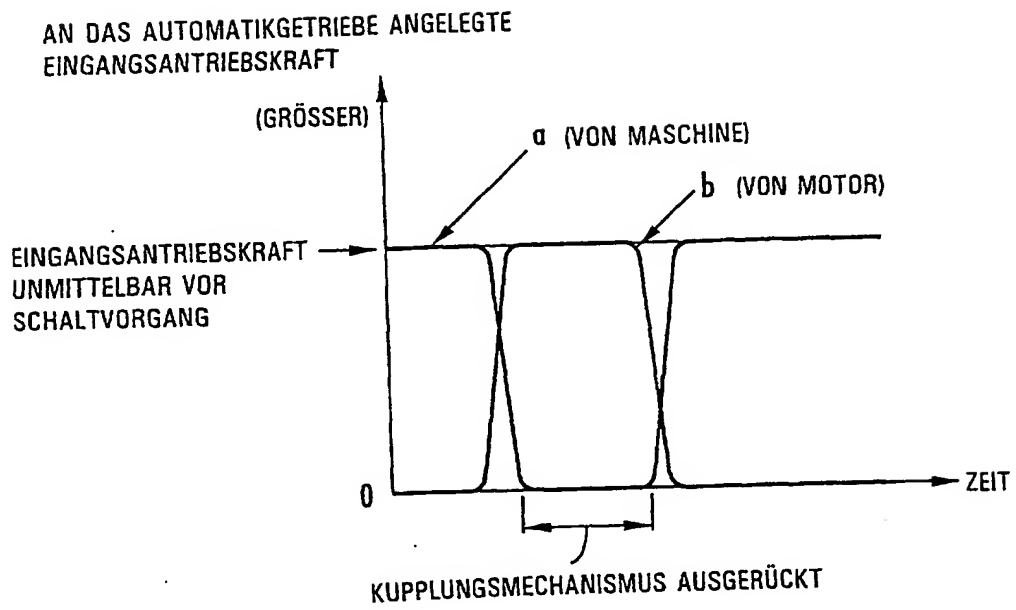 AN DAS AUTOMATIKGETRIEBE ANGELEGTE
EINGANGSANTRIEBSKRAFT
(GRÖSSER)
a (VON MASCHINE)
b (VON MOTOR)
EINGANGSANTRIEBSKRAFT
UNMITTELBAR VOR
SCHALTVORGANG
0
ZEIT
KUPPLUNGSMECHANISMUS AUSGERÜCKT